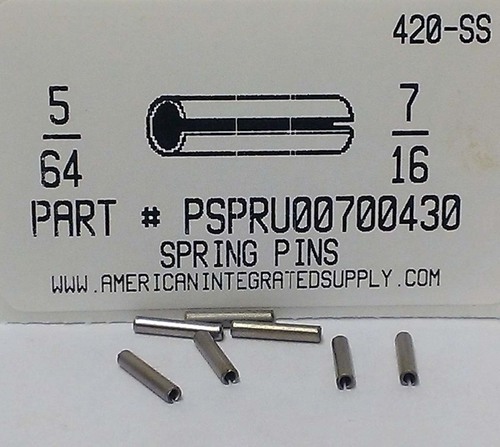 420-SS
5/64
7/16
PART # PSPRU00700430
SPRING PINS
WWW.AMERICANINTEGRATEDSUPPLY.COM